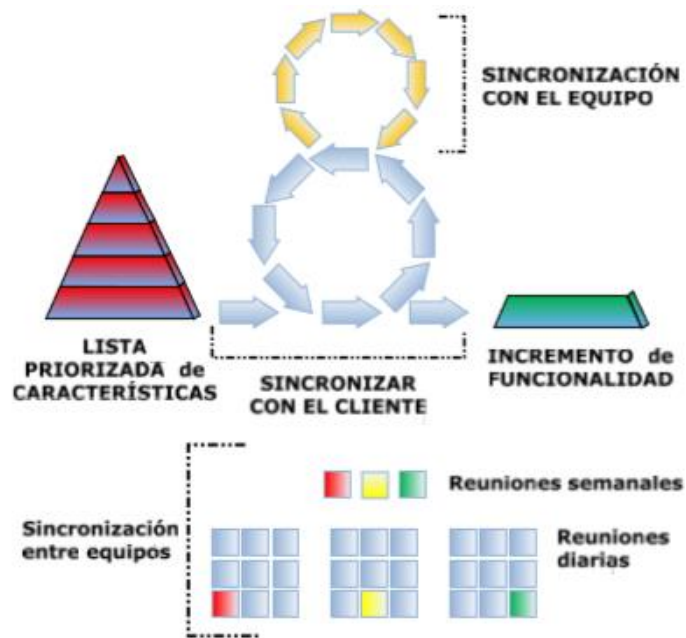 SINCRONIZACIÓN
CON EL EQUIPO
LISTA
PRIORIZADA de
CARACTERÍSTICAS
SINCRONIZAR
CON EL CLIENTE
INCREMENTO de
FUNCIONALIDAD
Reuniones semanales
Sincronización
entre equipos
Reuniones
diarias